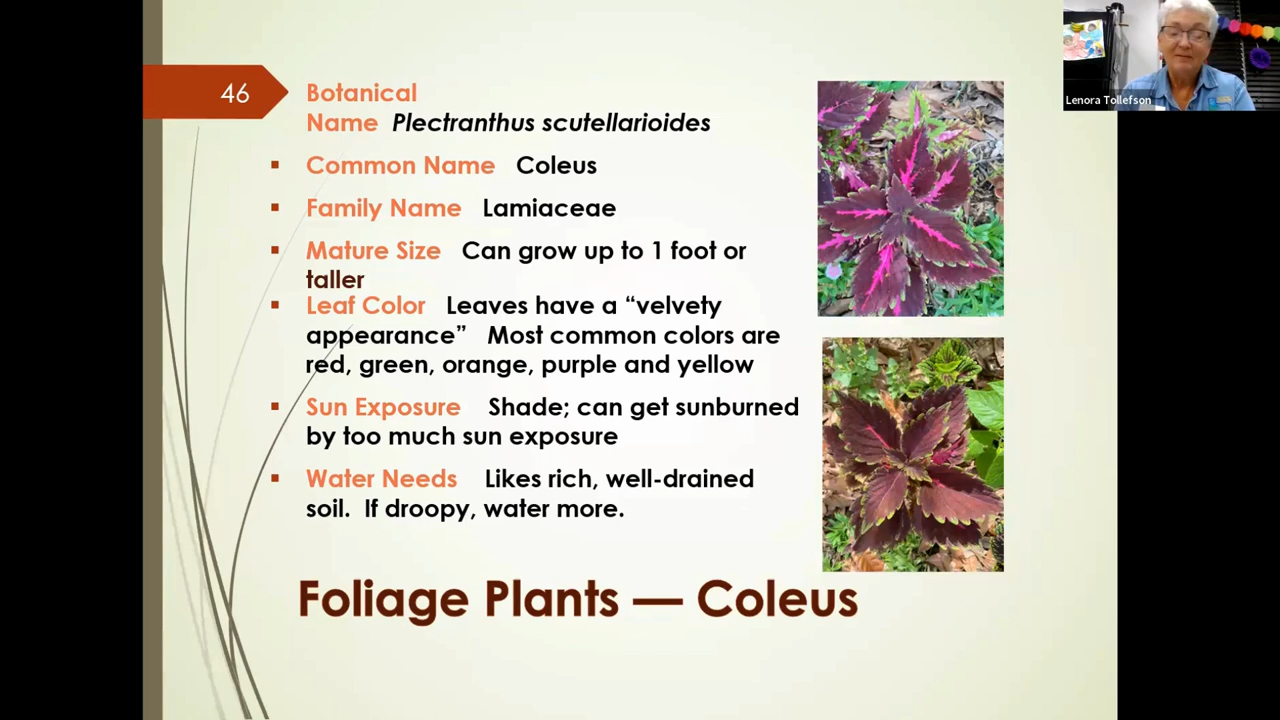 46
Botanical
Name Plectranthus scutellarioides
Common Name Coleus
Family Name Lamiaceae
Mature Size Can grow up to 1 foot or
taller
Leaf Color Leaves have a “velvety
appearance” Most common colors are
red, green, orange, purple and yellow
Sun Exposure Shade; can get sunburned
by too much sun exposure
Water Needs Likes rich, well-drained
soil. If droopy, water more.
Foliage Plants — Coleus
Lenora Tollefson